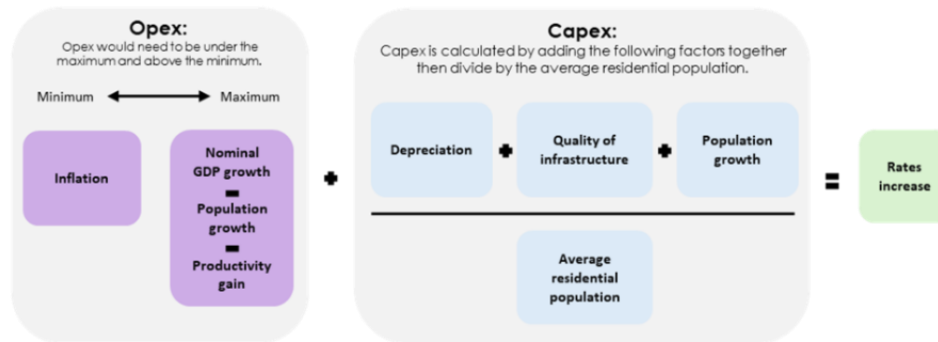 Opex:
Opex would need to be under the
maximum and above the minimum.
Minimum
Maximum
Inflation
Nominal
GDP growth
Population
growth
Productivity
gain
Capex:
Capex is calculated by adding the following factors together
then divide by the average residential population.
Depreciation
Quality of
infrastructure
Population
growth
Average
residential
population
Rates
increase